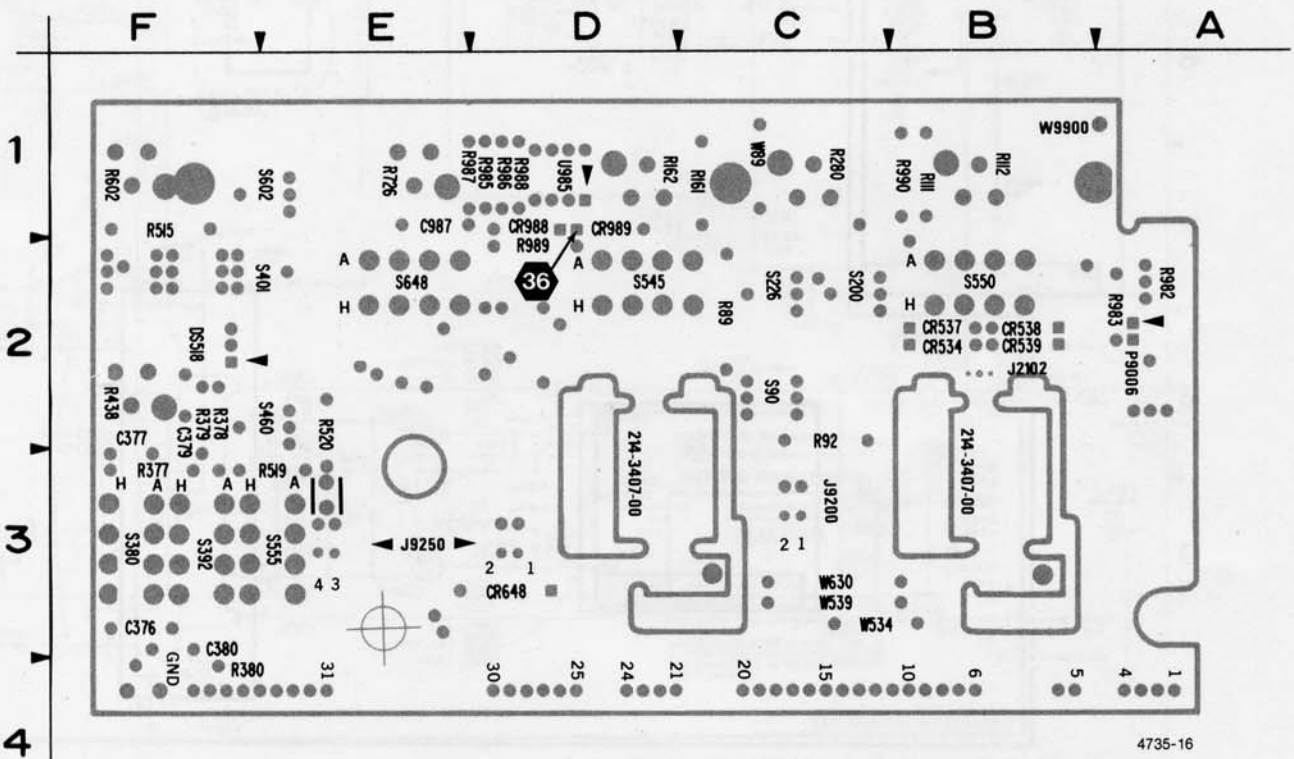 F E D C B A
1
R602
S602
R726
R987
R985
R986
R988
U985
R162
R161
W89
R280
R990
R111
R112
W9900
R515
C987
CR988
CR989
R989
36
S401
A
S648
H
A
S545
H
R89
S226
S200
A
S550
H
R983
R982
2
DS518
CR537
CR538
CR534
CR539
J2102
P9006
R438
C379
R379
R378
S460
R520
C377
S90
R92
214-3407-00
214-3407-00
R377
R519
H A H A H A
J9200
3
S380
S392
S555
4 3
J9250
2 1
2 1
CR648
W630
W539
W534
C376
GND
C380
R380
31
30
25
24
21
20
15
10
6
5
4
1
4
4735-16